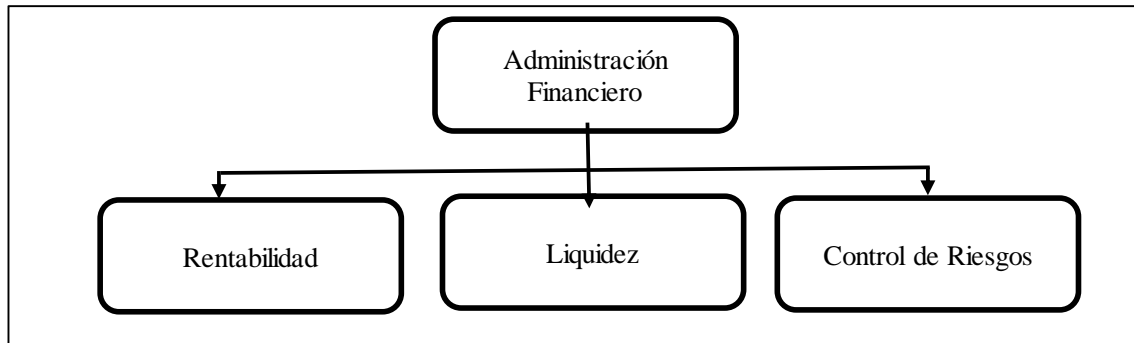 Administración
Financiero
Rentabilidad
Liquidez
Control de Riesgos